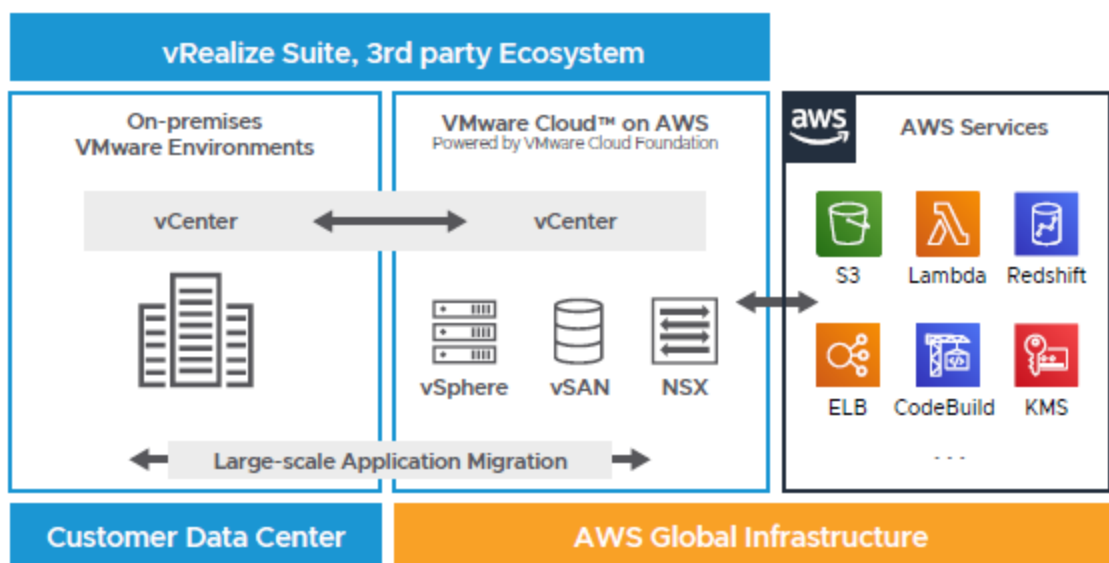 vRealize Suite, 3rd party Ecosystem
On-premises
VMware Environments
VMware Cloud™ on AWS
Powered by VMware Cloud Foundation
aws
AWS Services
vCenter
vCenter
S3
Lambda
Redshift
vSphere
vSAN
NSX
ELB
CodeBuild
KMS
Large-scale Application Migration
...
Customer Data Center
AWS Global Infrastructure